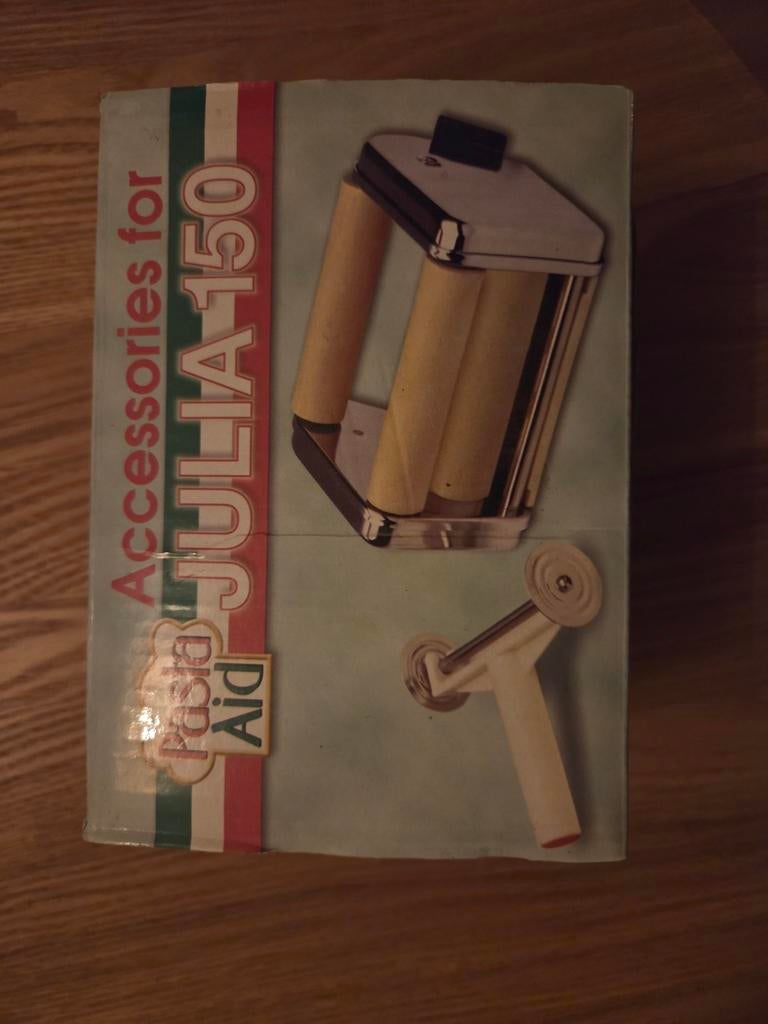 Accessories for
JULIA 150
Pasta
Aid